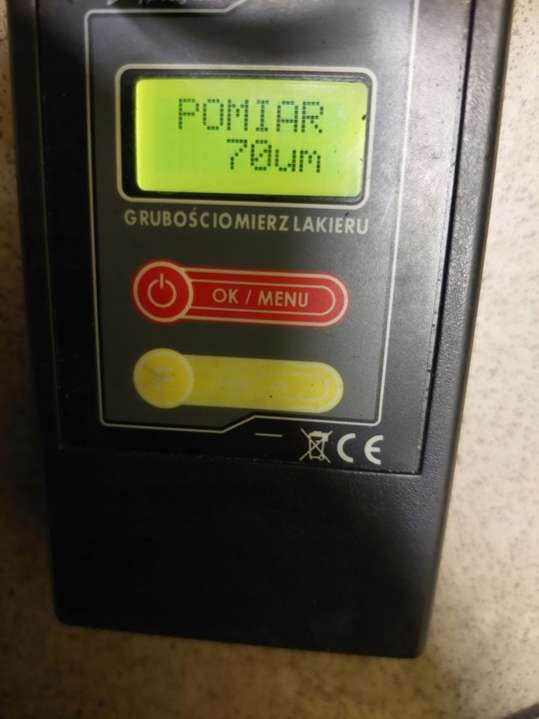 POMIAR
70um
GRUBOŚCIOMIERZ LAKIERU
OK / MENU
CE